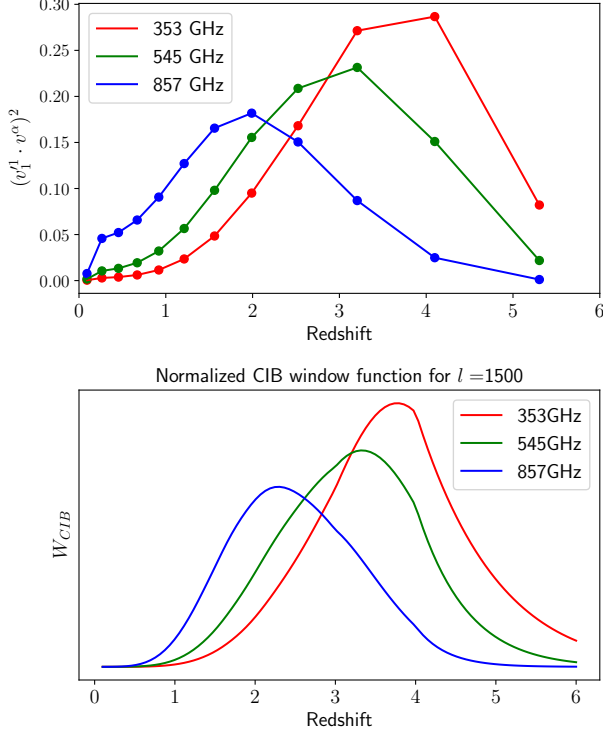 0.30
0.25
0.20
0.15
0.10
0.05
0.00
(v′₁¹ · v^α)²
353 GHz
545 GHz
857 GHz
0 1 2 3 4 5 6
Redshift
Normalized CIB window function for l =1500
W_{CIB}
353GHz
545GHz
857GHz
0 1 2 3 4 5 6
Redshift